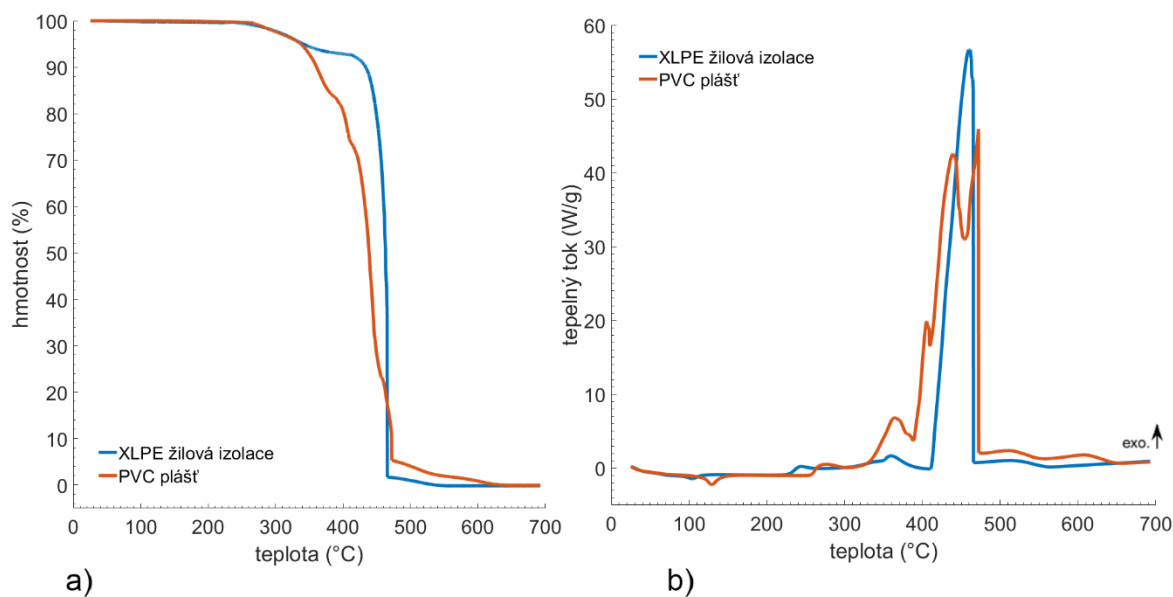 100
90
80
70
60
50
40
30
20
10
0
hmotnost (%)
XLPE žilová izolace
PVC plášť
0 100 200 300 400 500 600 700
teplota (°C)
a)
60
50
40
30
20
10
0
tepelný tok (W/g)
XLPE žilová izolace
PVC plášť
exo.
0 100 200 300 400 500 600 700
teplota (°C)
b)